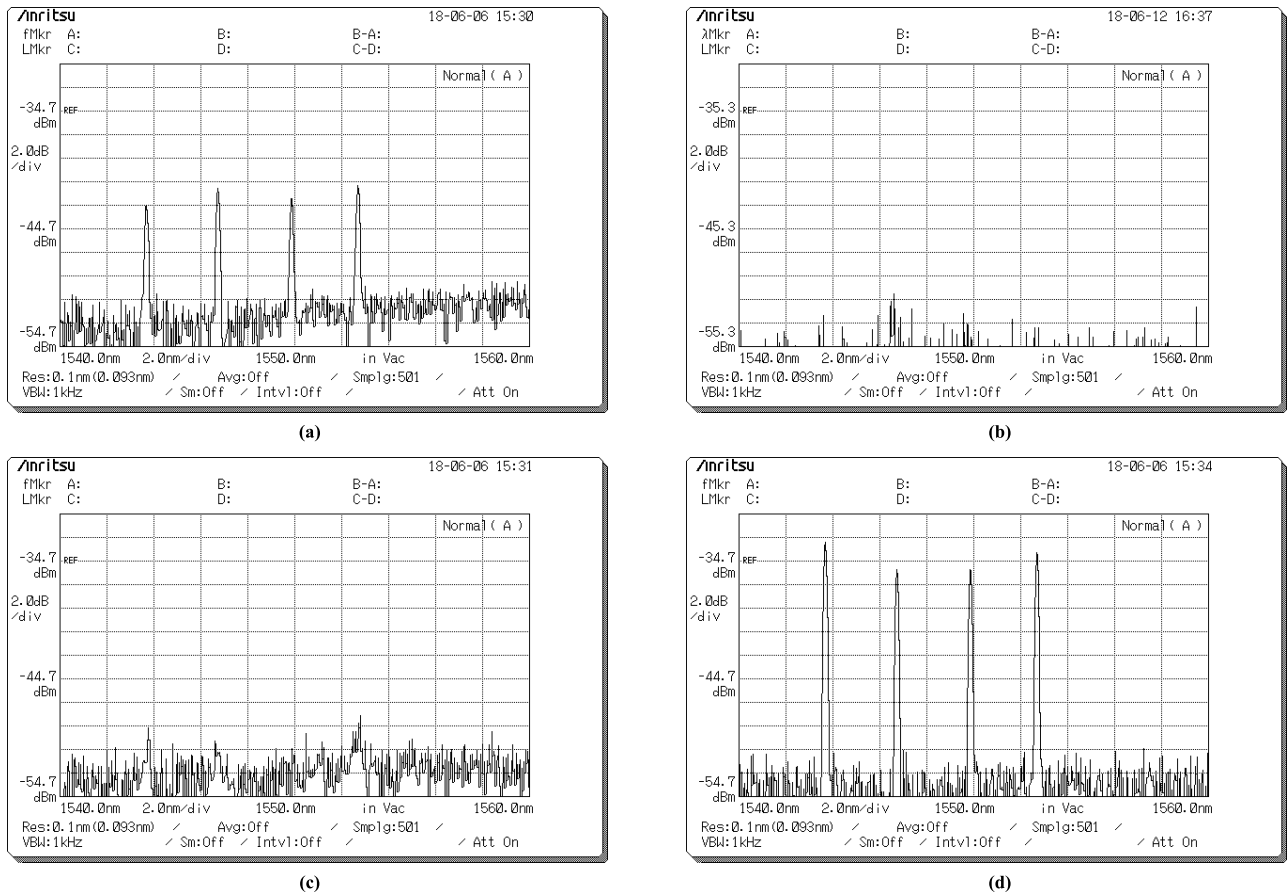 Anritsu 18-06-06 15:30
fMkr A: B: B-A:
LMkr C: D: C-D:
Normal ( A )
-34.7 REF
dBm
2.0dB
/div
-44.7
dBm
-54.7
dBm
1540.0nm 2.0nm/div 1550.0nm in Vac 1560.0nm
Res:0.1nm(0.093nm) / Avg:Off / Smplg:501 /
VBW:1kHz / Sm:Off / Intvl:Off / / Att On
(a)
Anritsu 18-06-12 16:37
λMkr A: B: B-A:
LMkr C: D: C-D:
Normal ( A )
-35.3 REF
dBm
2.0dB
/div
-45.3
dBm
-55.3
dBm
1540.0nm 2.0nm/div 1550.0nm in Vac 1560.0nm
Res:0.1nm(0.093nm) / Avg:Off / Smplg:501 /
VBW:1kHz / Sm:Off / Intvl:Off / / Att On
(b)
Anritsu 18-06-06 15:31
fMkr A: B: B-A:
LMkr C: D: C-D:
Normal ( A )
-34.7 REF
dBm
2.0dB
/div
-44.7
dBm
-54.7
dBm
1540.0nm 2.0nm/div 1550.0nm in Vac 1560.0nm
Res:0.1nm(0.093nm) / Avg:Off / Smplg:501 /
VBW:1kHz / Sm:Off / Intvl:Off / / Att On
(c)
Anritsu 18-06-06 15:34
fMkr A: B: B-A:
LMkr C: D: C-D:
Normal ( A )
-34.7 REF
dBm
2.0dB
/div
-44.7
dBm
-54.7
dBm
1540.0nm 2.0nm/div 1550.0nm in Vac 1560.0nm
Res:0.1nm(0.093nm) / Avg:Off / Smplg:501 /
VBW:1kHz / Sm:Off / Intvl:Off / / Att On
(d)